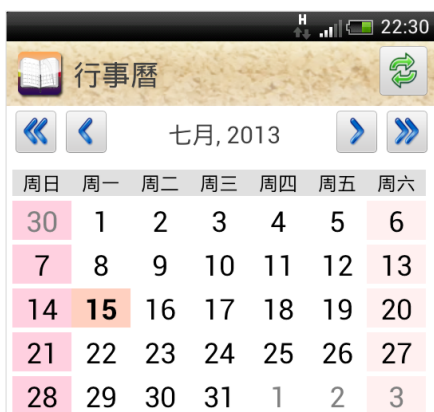 H 22:30
行事曆
七月, 2013
周日 周一 周二 周三 周四 周五 周六
30 1 2 3 4 5 6
7 8 9 10 11 12 13
14 15 16 17 18 19 20
21 22 23 24 25 26 27
28 29 30 31 1 2 3